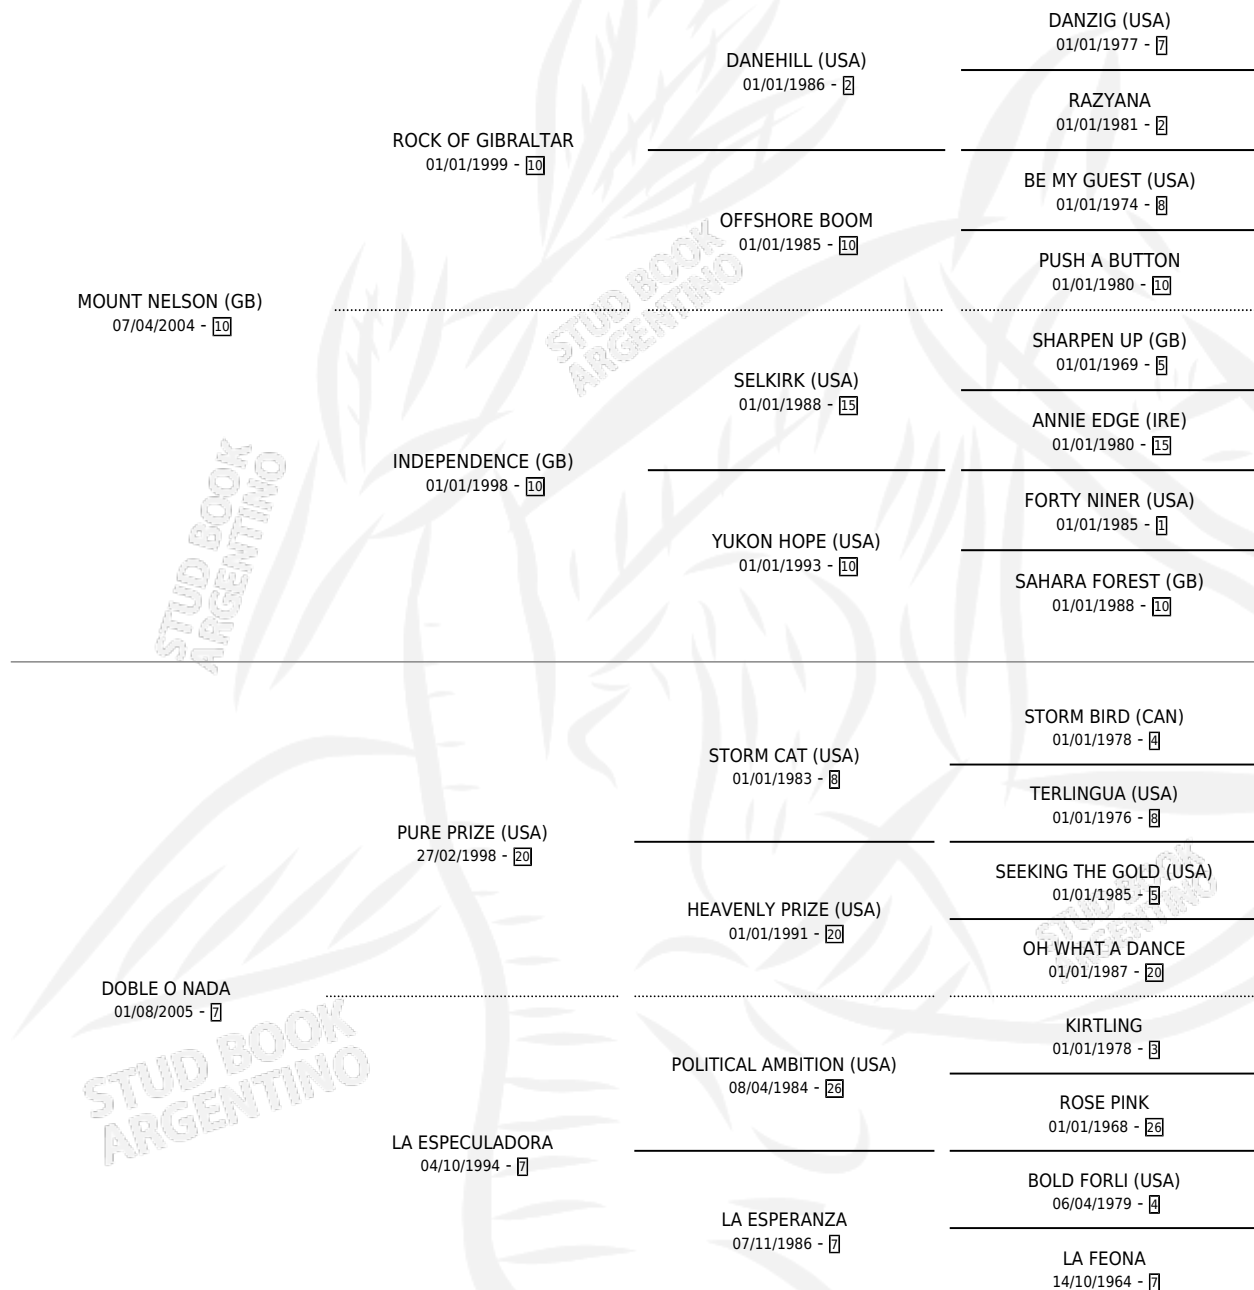 DANZIG (USA)
01/01/1977 - 7
DANEHILL (USA)
01/01/1986 - 2
RAZYANA
01/01/1981 - 2
ROCK OF GIBRALTAR
01/01/1999 - 10
BE MY GUEST (USA)
01/01/1974 - 8
OFFSHORE BOOM
01/01/1985 - 10
PUSH A BUTTON
01/01/1980 - 10
MOUNT NELSON (GB)
07/04/2004 - 10
STUD BOOK
ARGENTINO
SHARPEN UP (GB)
01/01/1969 - 5
SELKIRK (USA)
01/01/1988 - 15
ANNIE EDGE (IRE)
01/01/1980 - 15
INDEPENDENCE (GB)
01/01/1998 - 10
FORTY NINER (USA)
01/01/1985 - 1
YUKON HOPE (USA)
01/01/1993 - 10
SAHARA FOREST (GB)
01/01/1988 - 10
STUD BOOK
ARGENTINO
STORM BIRD (CAN)
01/01/1978 - 4
STORM CAT (USA)
01/01/1983 - 8
TERLINGUA (USA)
01/01/1976 - 8
PURE PRIZE (USA)
27/02/1998 - 20
SEEKING THE GOLD (USA)
01/01/1985 - 5
HEAVENLY PRIZE (USA)
01/01/1991 - 20
STUD BOOK
ARGENTINO
OH WHAT A DANCE
01/01/1987 - 20
DOBLE O NADA
01/08/2005 - 7
STUD BOOK
ARGENTINO
KIRTLING
01/01/1978 - 3
POLITICAL AMBITION (USA)
08/04/1984 - 26
ROSE PINK
01/01/1968 - 26
LA ESPECULADORA
04/10/1994 - 7
BOLD FORLI (USA)
06/04/1979 - 4
LA ESPERANZA
07/11/1986 - 7
LA FEONA
14/10/1964 - 7